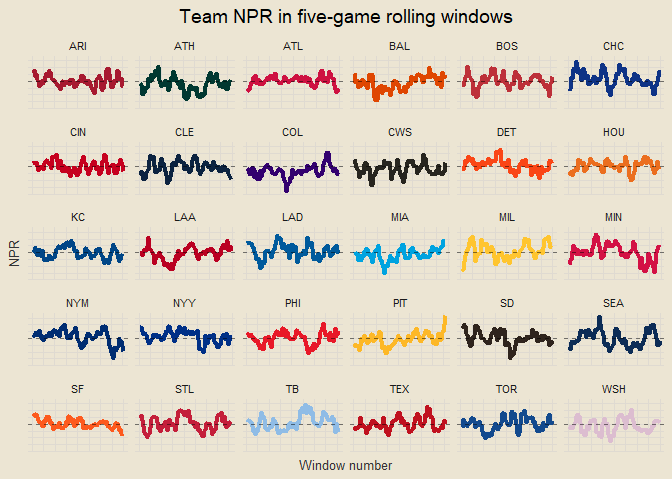 Team NPR in five-game rolling windows
ARI ATH ATL BAL BOS CHC
CIN CLE COL CWS DET HOU
KC LAA LAD MIA MIL MIN
NPR
NYM NYY PHI PIT SD SEA
SF STL TB TEX TOR WSH
Window number